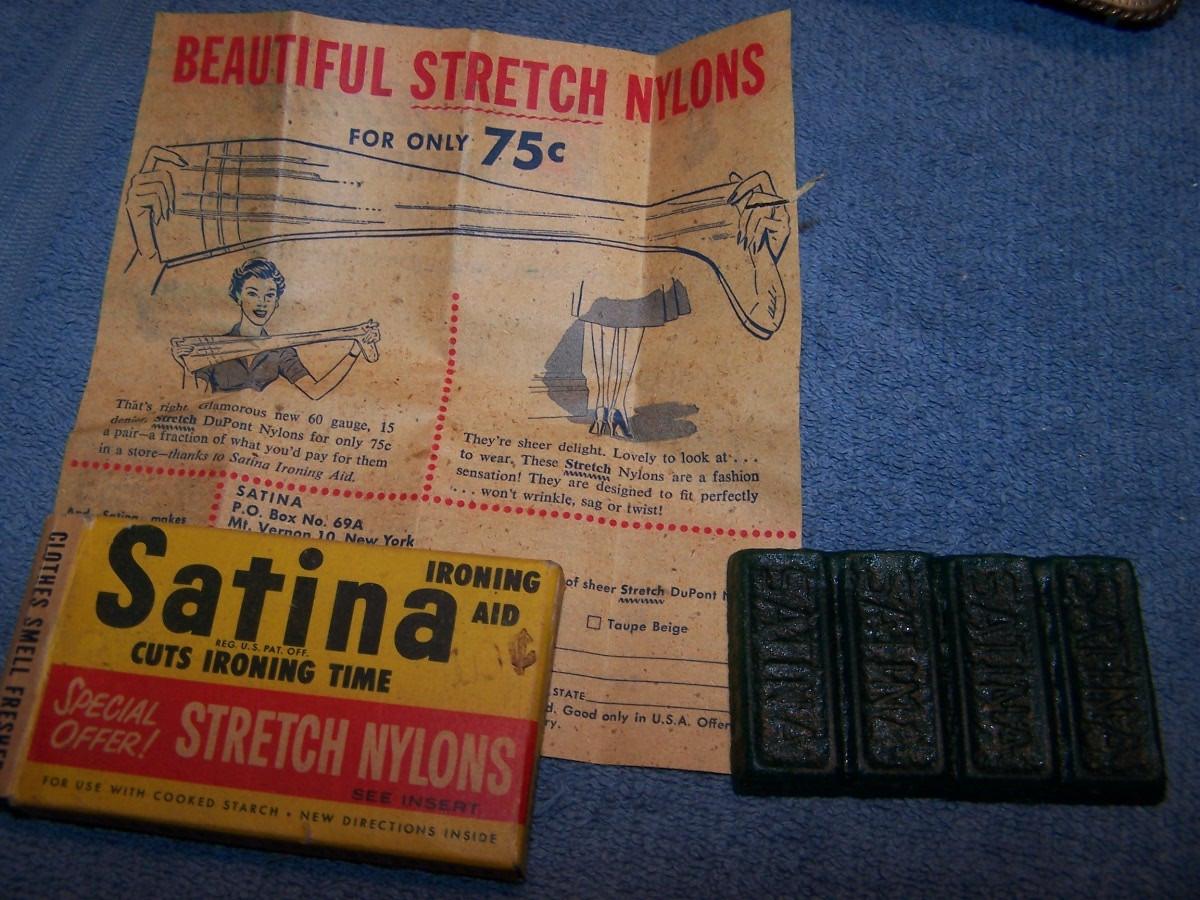 BEAUTIFUL STRETCH NYLONS
FOR ONLY 75c
That's right. Glamorous new 60 gauge, 15
denier Stretch DuPont Nylons for only 75c
a pair—a fraction of what you'd pay for them
in a store—thanks to Satina Ironing Aid.
They're sheer delight. Lovely to look at . . .
to wear. These Stretch Nylons are a fashion
sensation! They are designed to fit perfectly
. . . won't wrinkle, sag or twist!
And Satina makes
SATINA
P.O. Box No. 69A
Mt. Vernon 10, New York
of sheer Stretch DuPont N
Taupe Beige
STATE
d. Good only in U.S.A. Offer
ry.
CLOTHES SMELL FRESHE
Satina IRONING
AID
REG. U.S. PAT. OFF.
CUTS IRONING TIME
SPECIAL
OFFER! STRETCH NYLONS
SEE INSERT
FOR USE WITH COOKED STARCH • NEW DIRECTIONS INSIDE
SATINA
SATINA
SATINA
SATINA